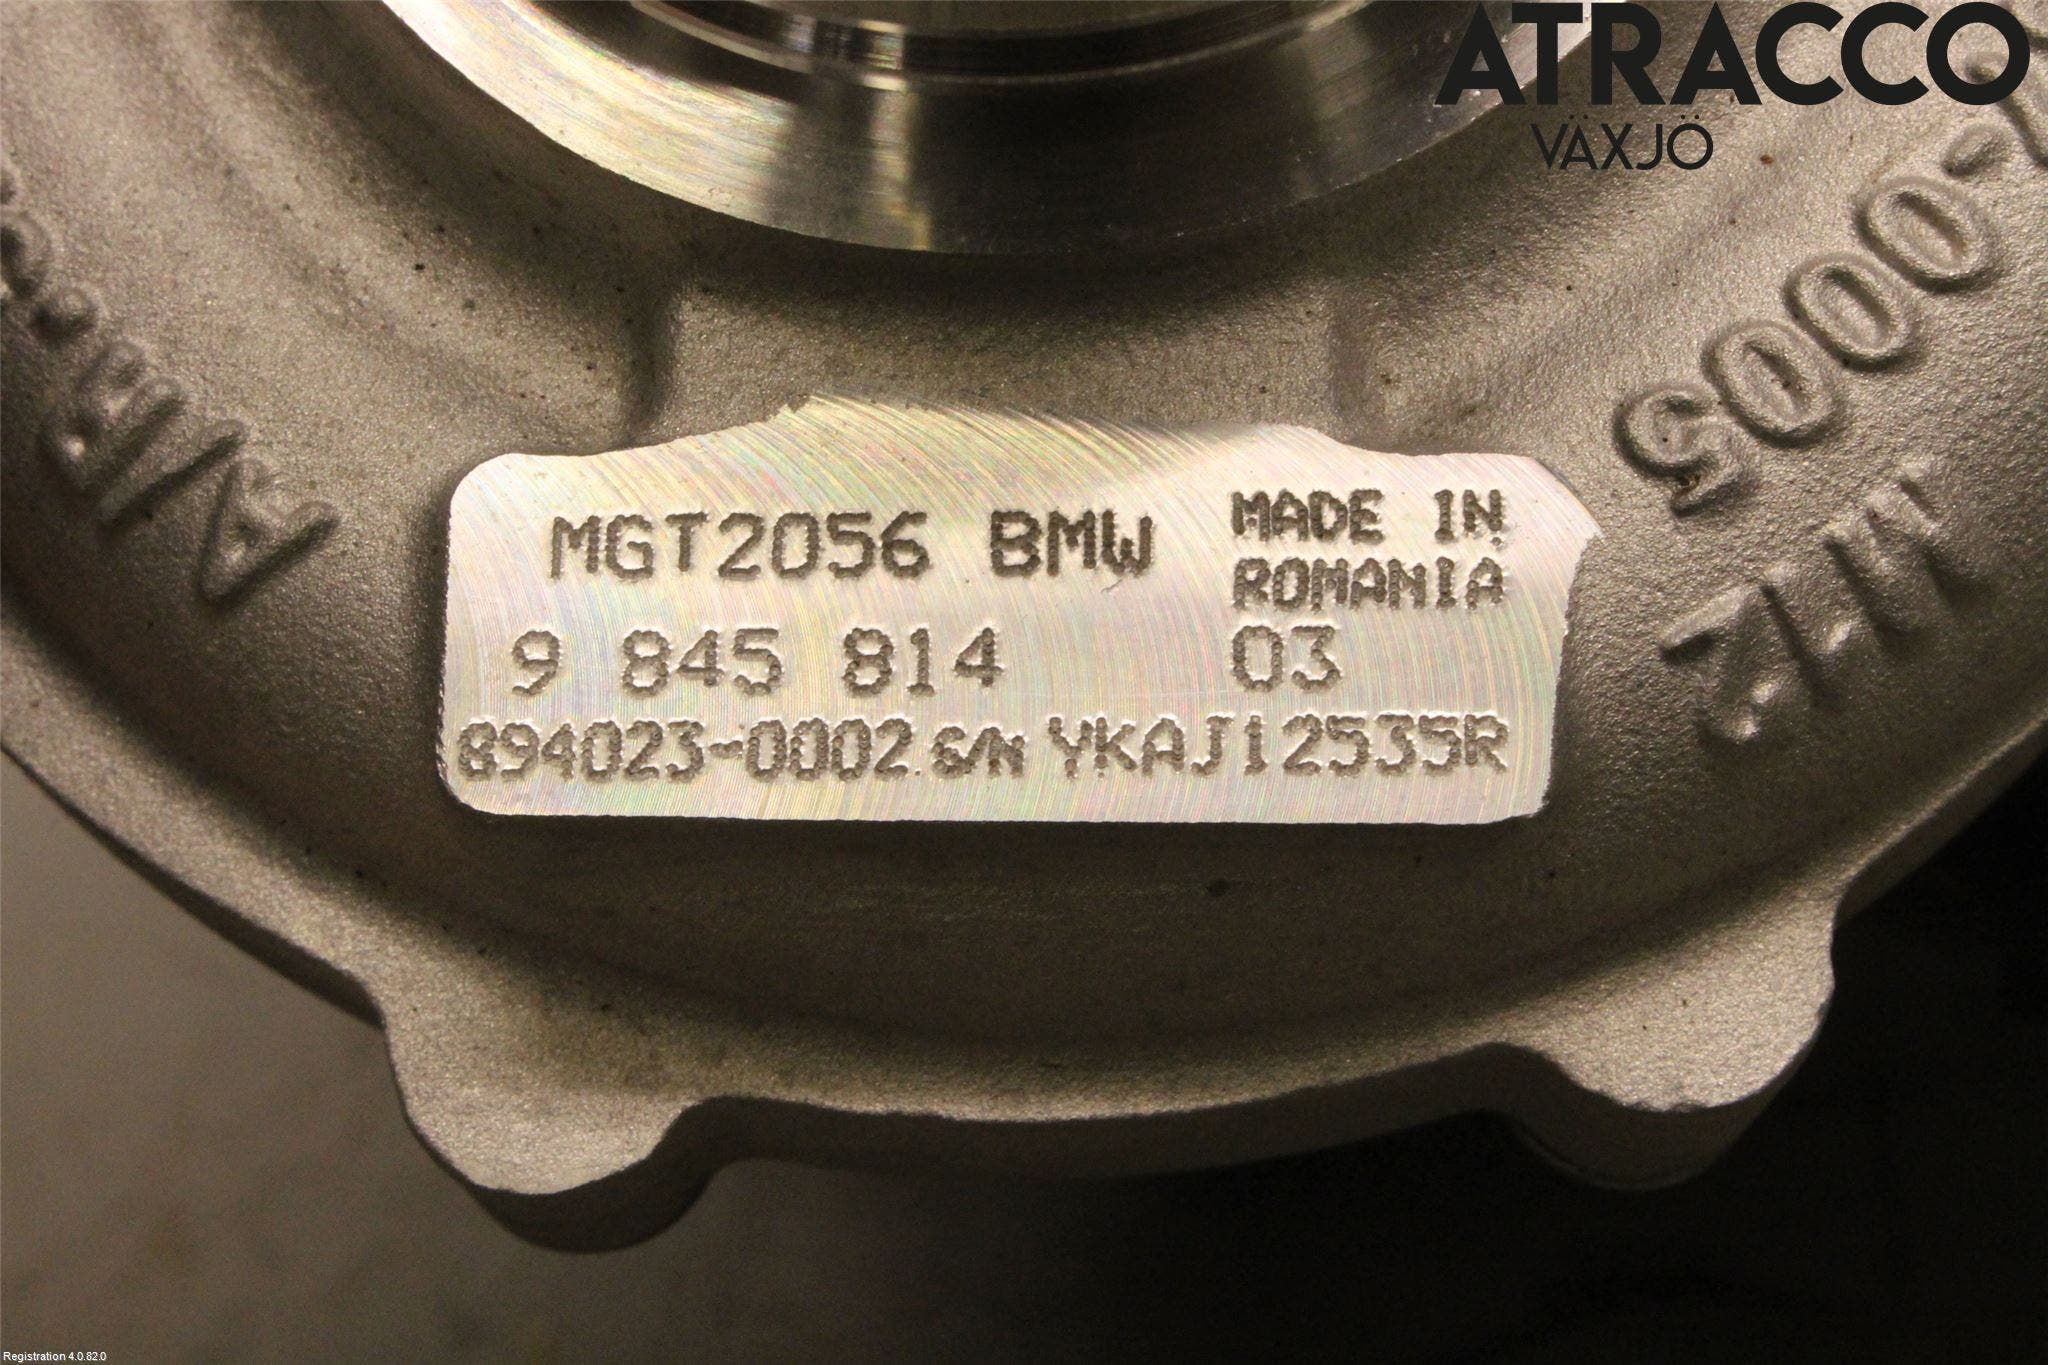 ATRACCO
VÄXJÖ
-0005
MGT2056 BMW MADE IN
ROMANIA
9 845 814 03
894023-0002 S/N YKAJ12535R
Registration 4.0.82.0